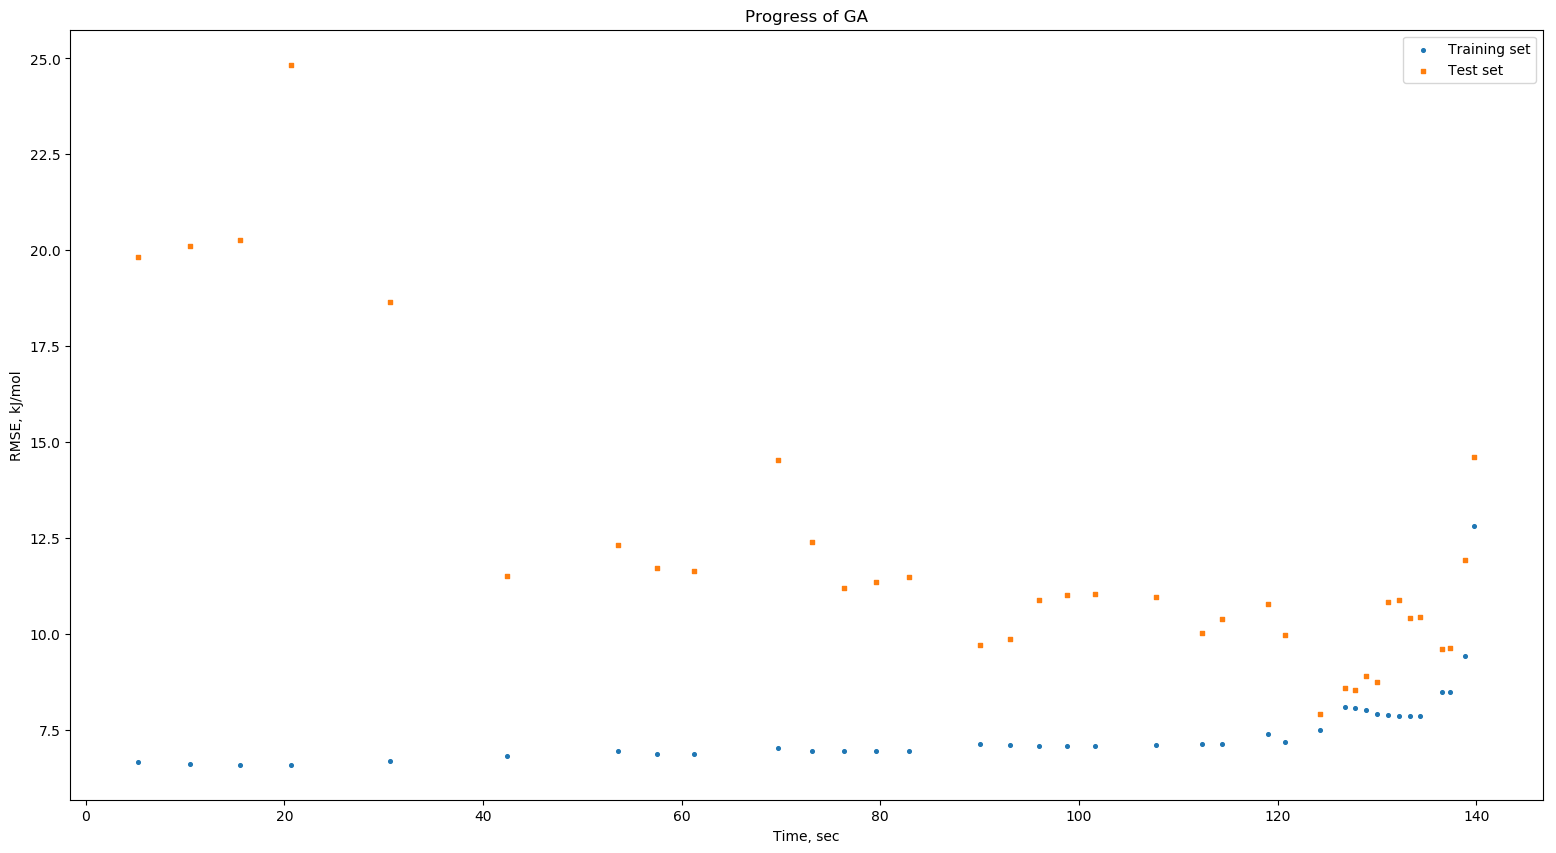 Progress of GA
Training set
Test set
25.0
22.5
20.0
17.5
15.0
12.5
10.0
7.5
RMSE, kJ/mol
0 20 40 60 80 100 120 140
Time, sec